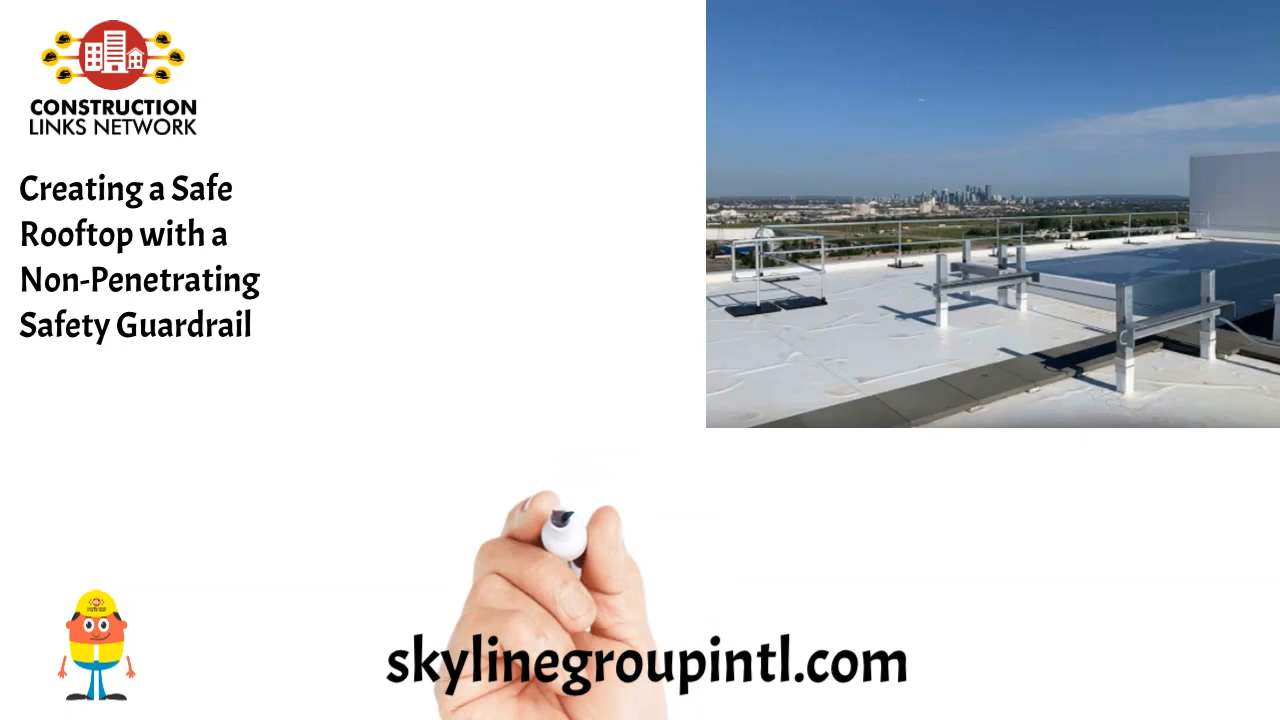 CONSTRUCTION
LINKS NETWORK
Creating a Safe
Rooftop with a
Non-Penetrating
Safety Guardrail
skylinegroupintl.com